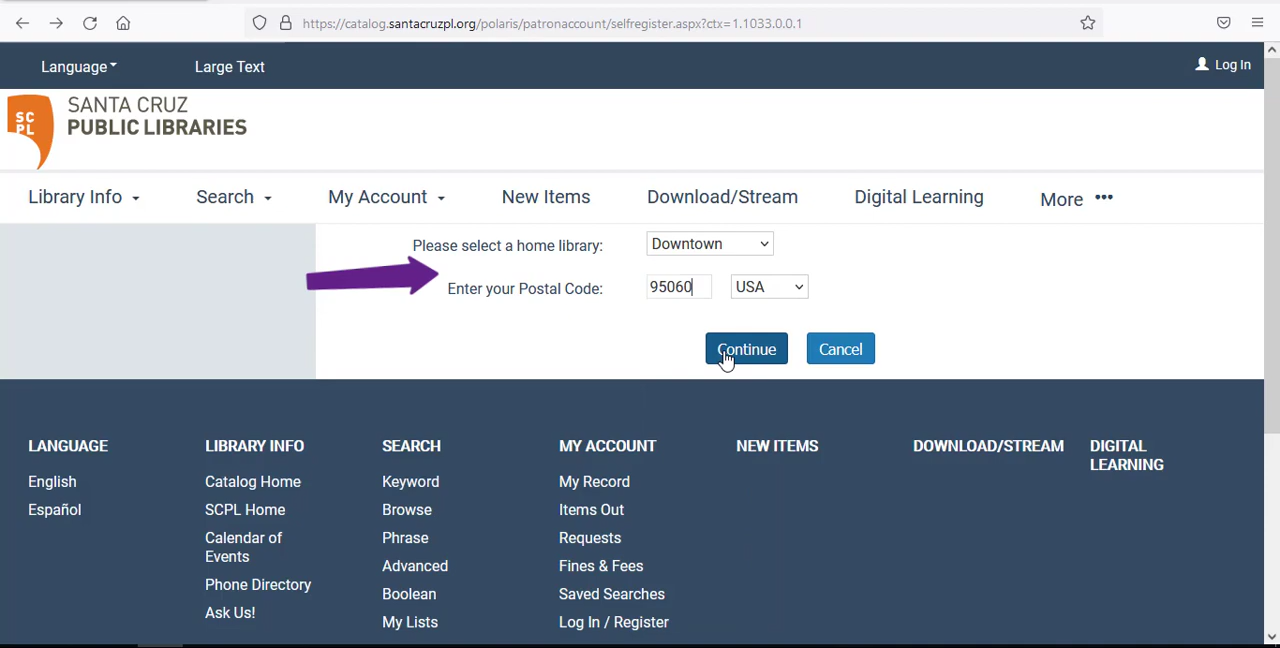 https://catalog.santacruzpl.org/polaris/patronaccount/selfregister.aspx?ctx=1.1033.0.0.1
Language Large Text Log In
SC
PL
SANTA CRUZ
PUBLIC LIBRARIES
Library Info Search My Account New Items Download/Stream Digital Learning More •••
Please select a home library: Downtown
Enter your Postal Code: 95060 USA
Continue Cancel
LANGUAGE
English
Español
LIBRARY INFO
Catalog Home
SCPL Home
Calendar of
Events
Phone Directory
Ask Us!
SEARCH
Keyword
Browse
Phrase
Advanced
Boolean
My Lists
MY ACCOUNT
My Record
Items Out
Requests
Fines & Fees
Saved Searches
Log In / Register
NEW ITEMS
DOWNLOAD/STREAM
DIGITAL
LEARNING